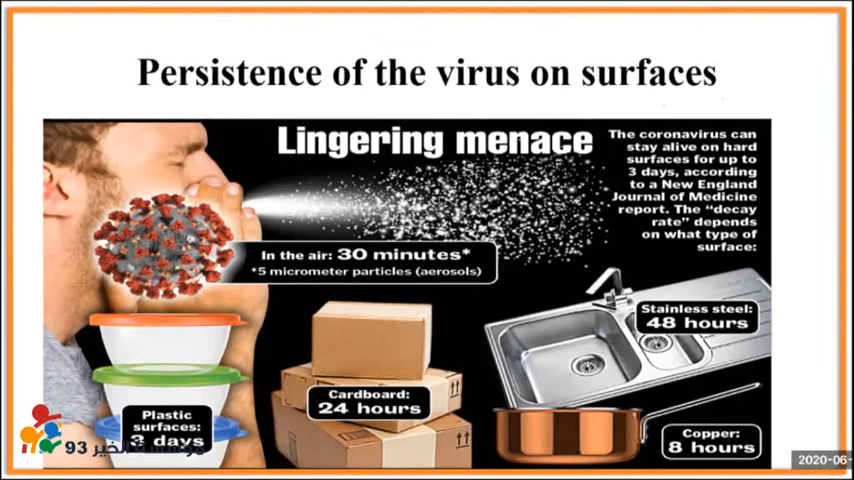 Persistence of the virus on surfaces
Lingering menace
The coronavirus can
stay alive on hard
surfaces for up to
3 days, according
to a New England
Journal of Medicine
report. The “decay
rate” depends
on what type of
surface:
In the air: 30 minutes*
*5 micrometer particles (aerosols)
Stainless steel:
48 hours
Cardboard:
24 hours
Plastic
surfaces:
3 days
Copper:
8 hours
مؤسسة الخير 93
2020-06-